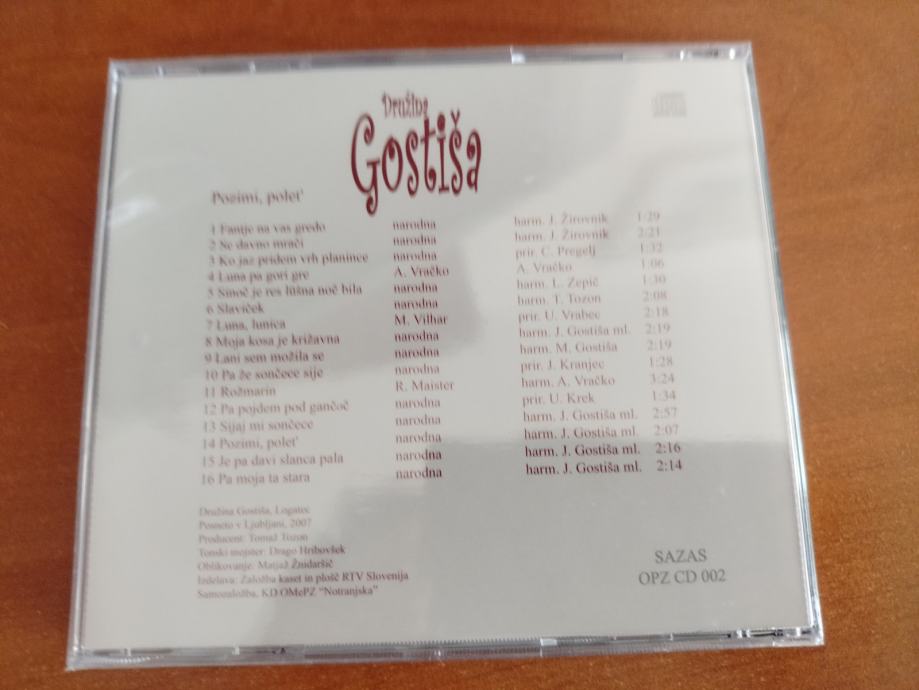 Družina
Gostiša
Pozimi, polet'
1 Fantje na vas gredo narodna harm. J. Žirovnik 1:29
2 Se davno mrači narodna harm. J. Žirovnik 2:21
3 Ko jaz pridem vrh planince narodna prir. C. Pregelj 1:32
4 Luna pa gori gre A. Vračko A. Vračko 1:06
5 Sinoč je res lušna noč bila narodna harm. L. Zepič 1:30
6 Slaviček narodna harm. T. Tozon 2:08
7 Luna, lunica M. Vilhar prir. U. Vrabec 2:18
8 Moja kosa je križavna narodna harm. J. Gostiša ml. 2:19
9 Lani sem možila se narodna harm. M. Gostiša 2:19
10 Pa že sončece sije narodna prir. J. Kranjec 1:28
11 Rožmarin R. Maister harm. A. Vračko 3:24
12 Pa pojdem pod gančoč narodna prir. U. Krek 1:34
13 Sijaj mi sončece narodna harm. J. Gostiša ml. 2:57
14 Pozimi, polet' narodna harm. J. Gostiša ml. 2:07
15 Je pa davi slanca pala narodna harm. J. Gostiša ml. 2:16
16 Pa moja ta stara narodna harm. J. Gostiša ml. 2:14
Družina Gostiša, Logatec
Posneto v Ljubljani, 2007
Producent: Tomaž Tozon
Tonski mojster: Drago Hribovšek
Oblikovanje: Matjaž Žnidaršič
Izdelava: Založba kaset in plošč RTV Slovenija
Samozaložba, KD OMePZ "Notranjska"
SAZAS
OPZ CD 002